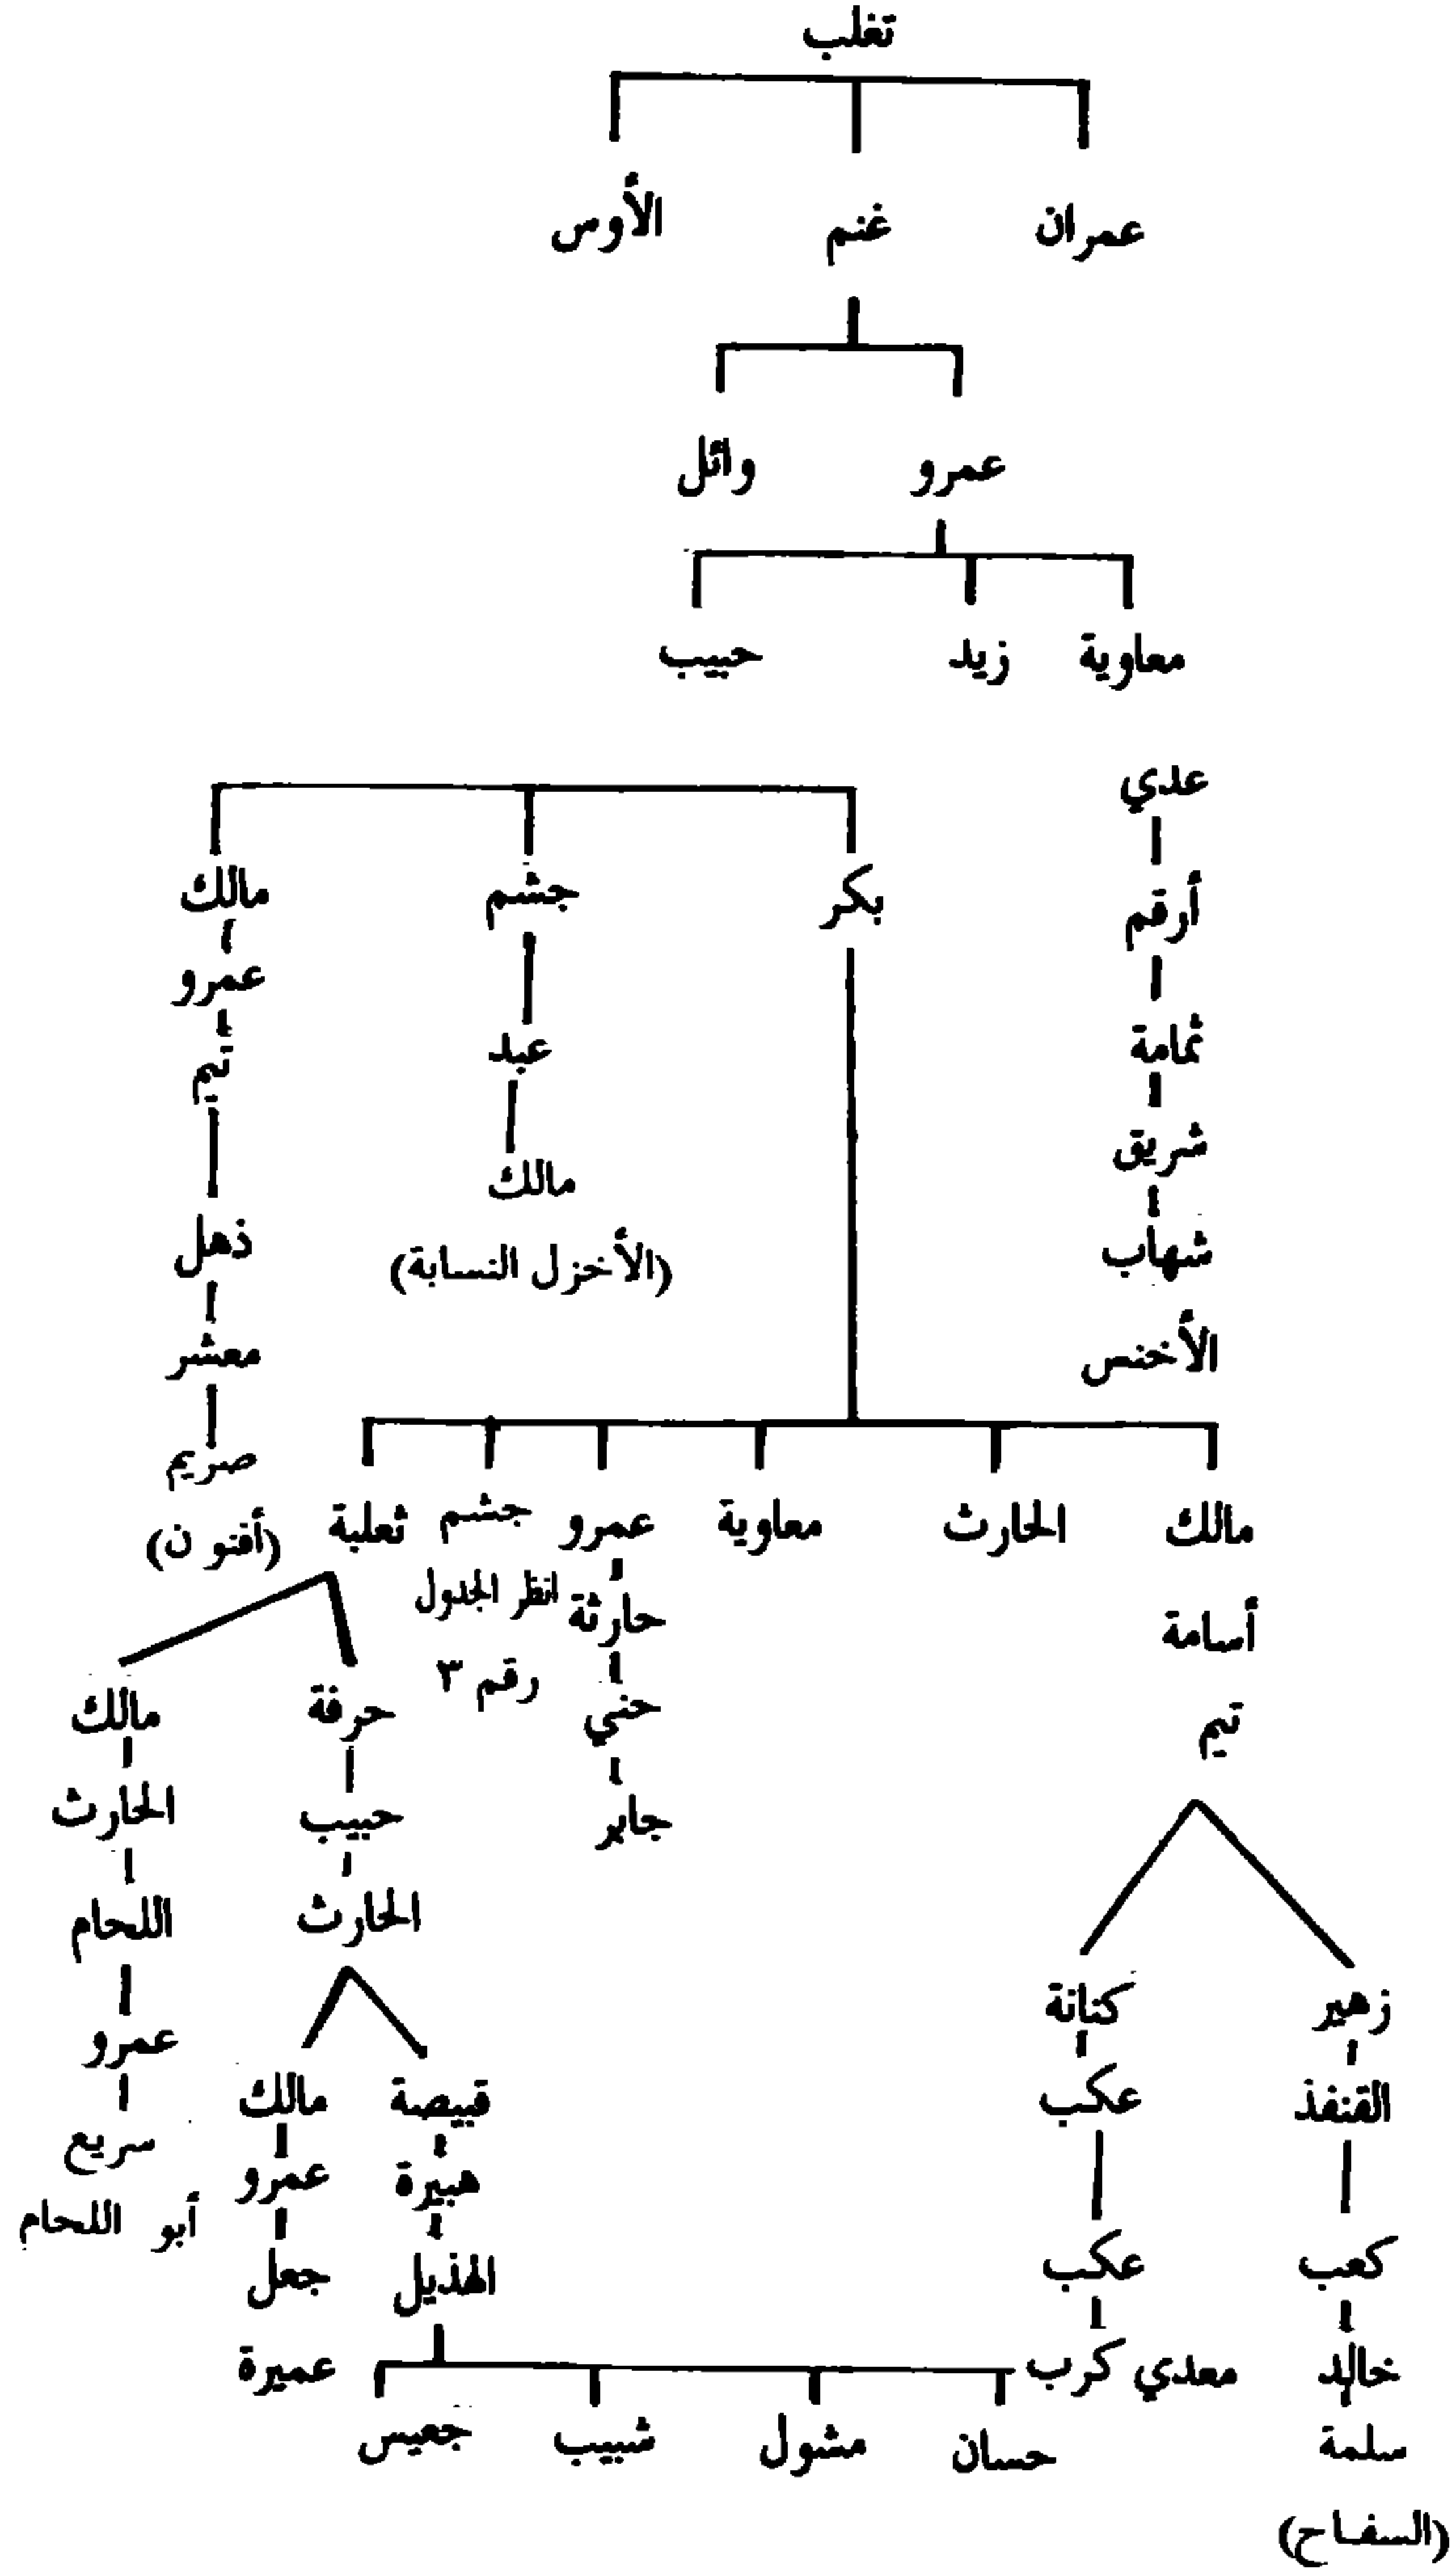 تغلب
عمران غنم الأوس
عمرو وائل
معاوية زيد حبيب
عدي
أرقم
ثمامة
شريق
شهاب
الأخنس
بكر جشم مالك
عبد
مالك
(الأخزل النسابة)
عمرو
تيم
ذهل
معشر
صريم
(أفنو ن)
مالك الحارث معاوية عمرو جشم ثعلبة
أسامة
تيم
زهير كنانة
القنفذ
كعب
خالد
سلمة
(السفاح)
عكب
عكب
معدي كرب
حارثة
حني
جابر
انظر الجدول
رقم ٣
حرفة مالك
حبيب
الحارث
قبيصة مالك
هبيرة
الهذيل
حسان مشول شبيب جعيس
عمرو
جعل
عميرة
الحارث
اللحام
عمرو
سريع
أبو اللحام